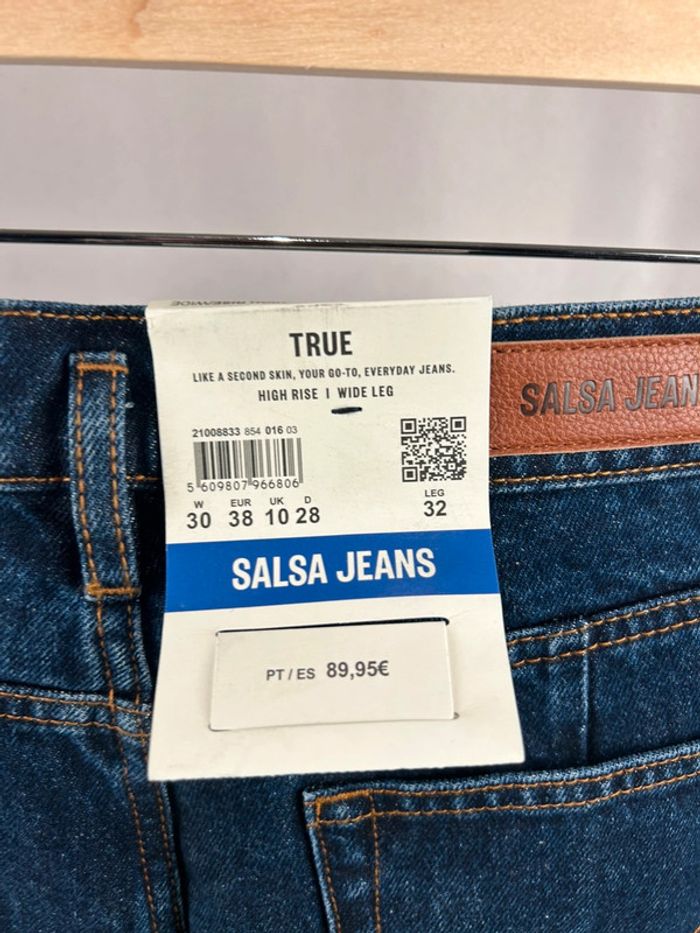 TRUE
LIKE A SECOND SKIN, YOUR GO-TO, EVERYDAY JEANS.
HIGH RISE | WIDE LEG
21008833 854 016 03
5 609807 966806
W EUR UK D
30 38 10 28
LEG
32
SALSA JEANS
PT / ES 89,95€
SALSA JEAN